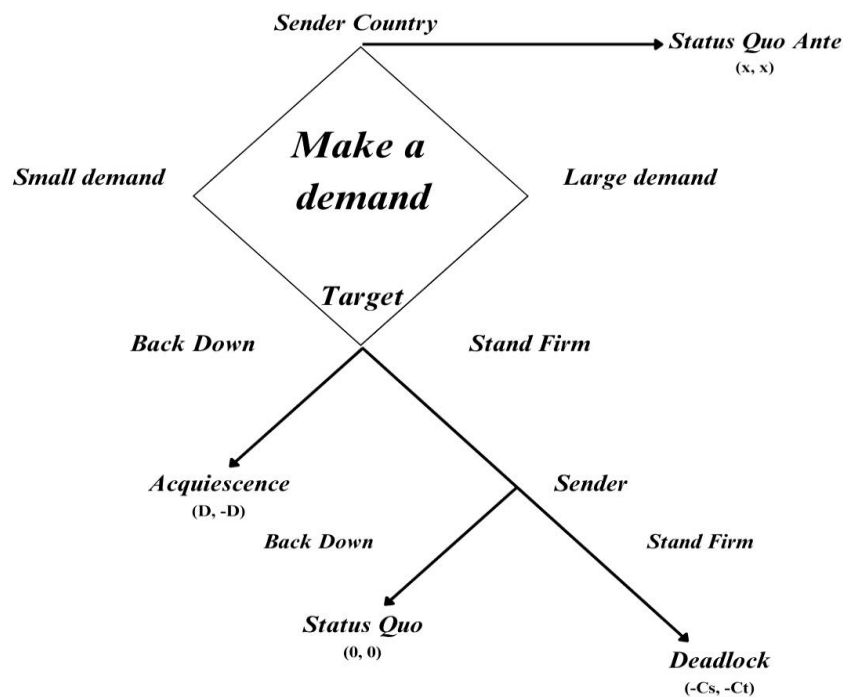 Sender Country
Status Quo Ante
(x, x)
Make a
demand
Small demand
Large demand
Target
Back Down
Stand Firm
Acquiescence
(D, -D)
Sender
Back Down
Stand Firm
Status Quo
(0, 0)
Deadlock
(-Cs, -Ct)